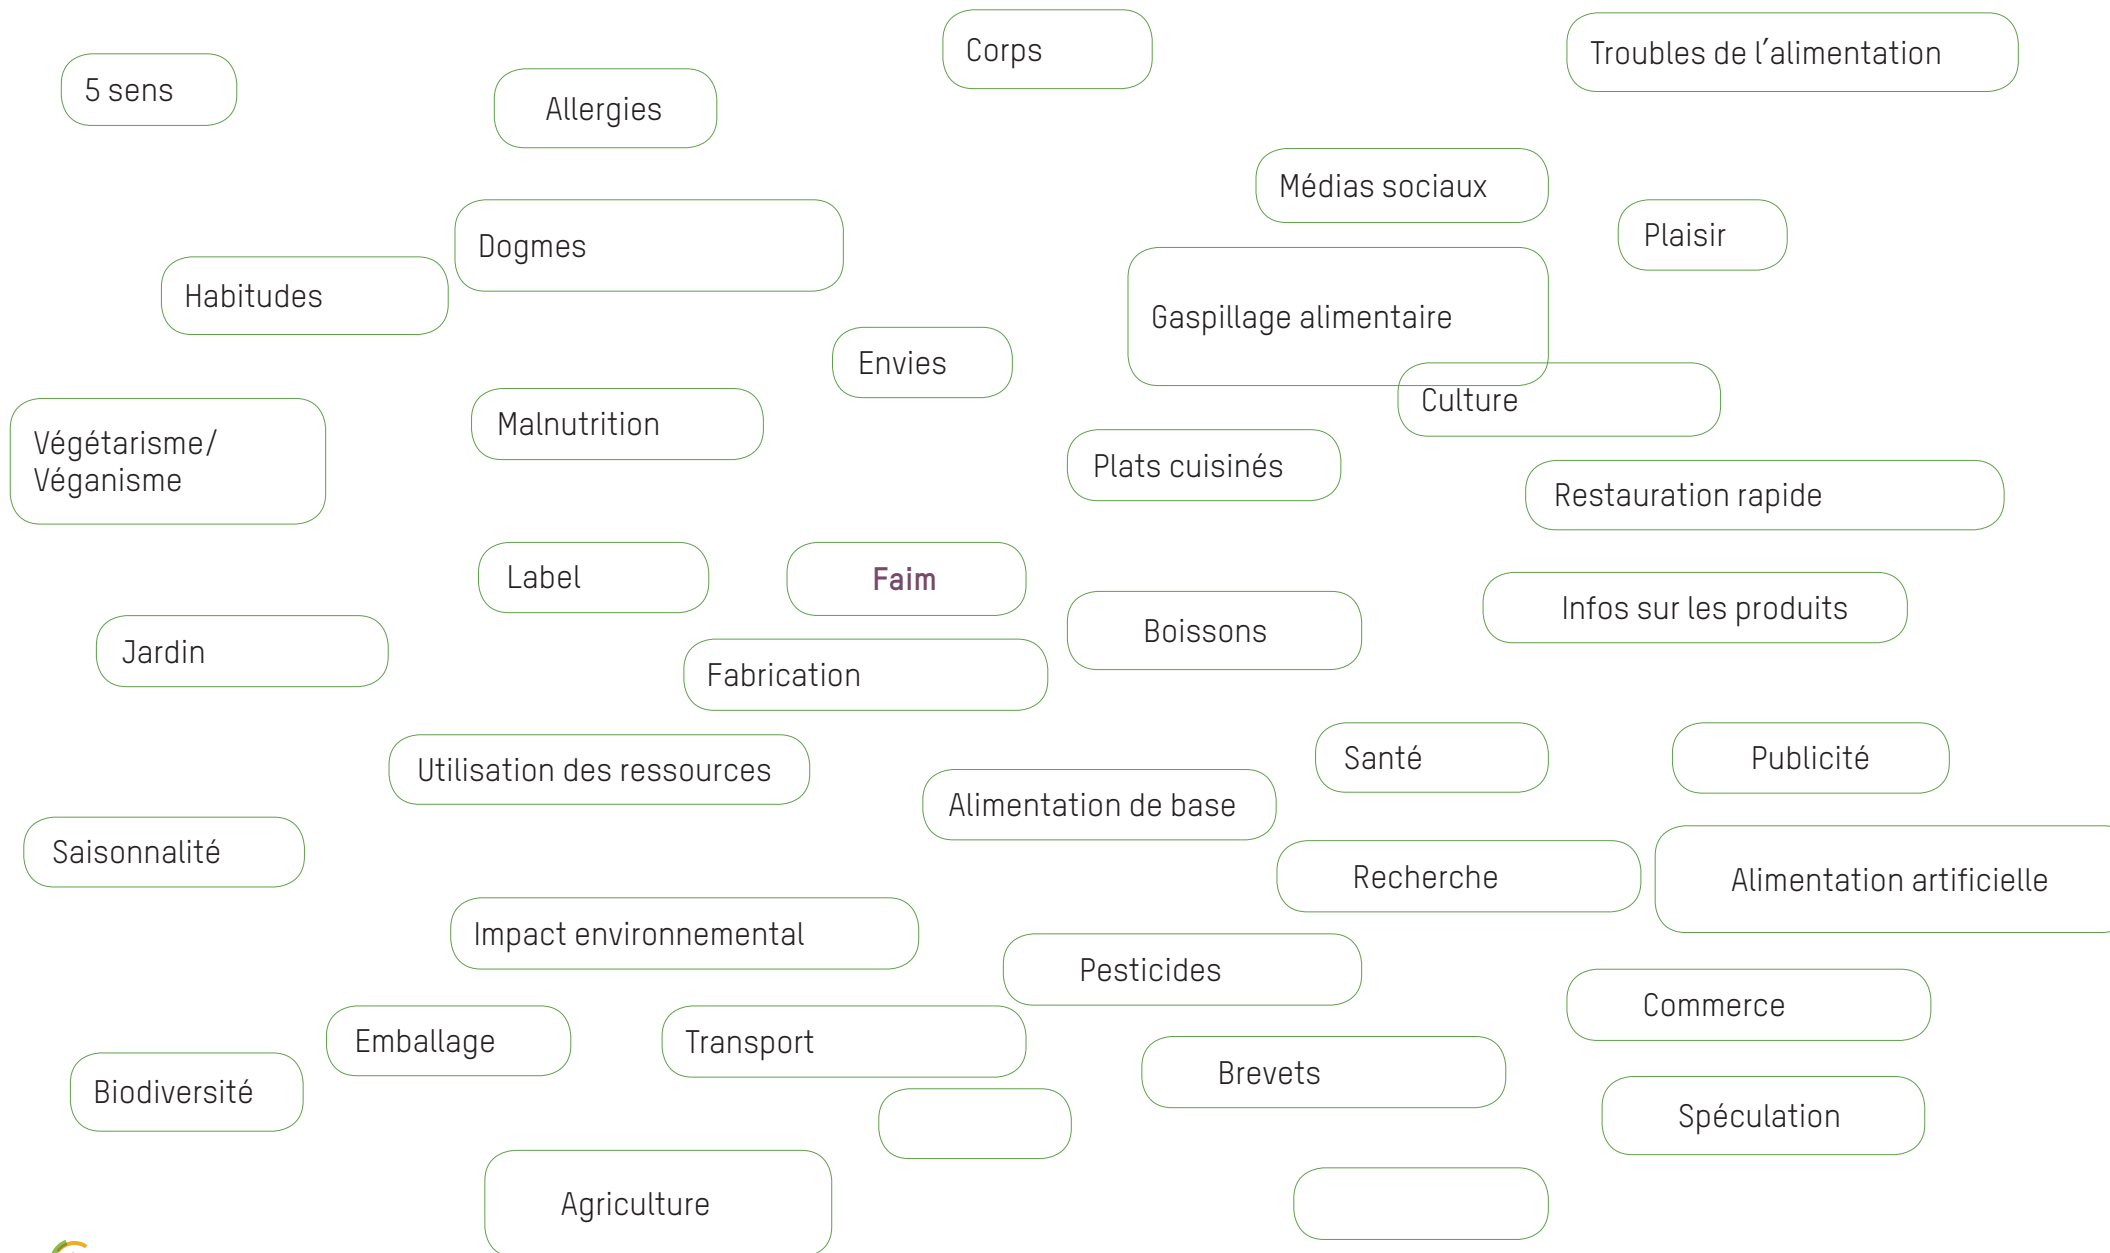 Corps
Troubles de l’alimentation
5 sens
Allergies
Médias sociaux
Plaisir
Dogmes
Habitudes
Gaspillage alimentaire
Envies
Culture
Malnutrition
Végétarisme/
Véganisme
Plats cuisinés
Restauration rapide
Label
Faim
Infos sur les produits
Boissons
Jardin
Fabrication
Santé
Publicité
Utilisation des ressources
Alimentation de base
Saisonnalité
Recherche
Alimentation artificielle
Impact environnemental
Pesticides
Commerce
Emballage
Transport
Brevets
Biodiversité
Spéculation
Agriculture